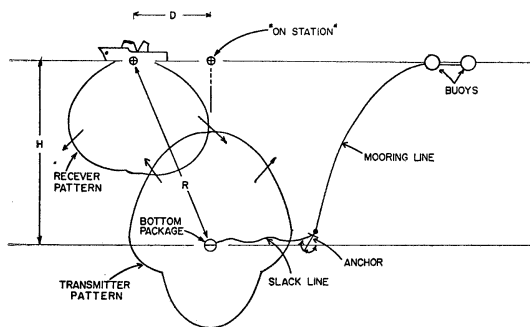 D
"ON STATION"
BUOYS
H
MOORING LINE
RECEVER
PATTERN
R
BOTTOM
PACKAGE
ANCHOR
SLACK LINE
TRANSMITTER
PATTERN